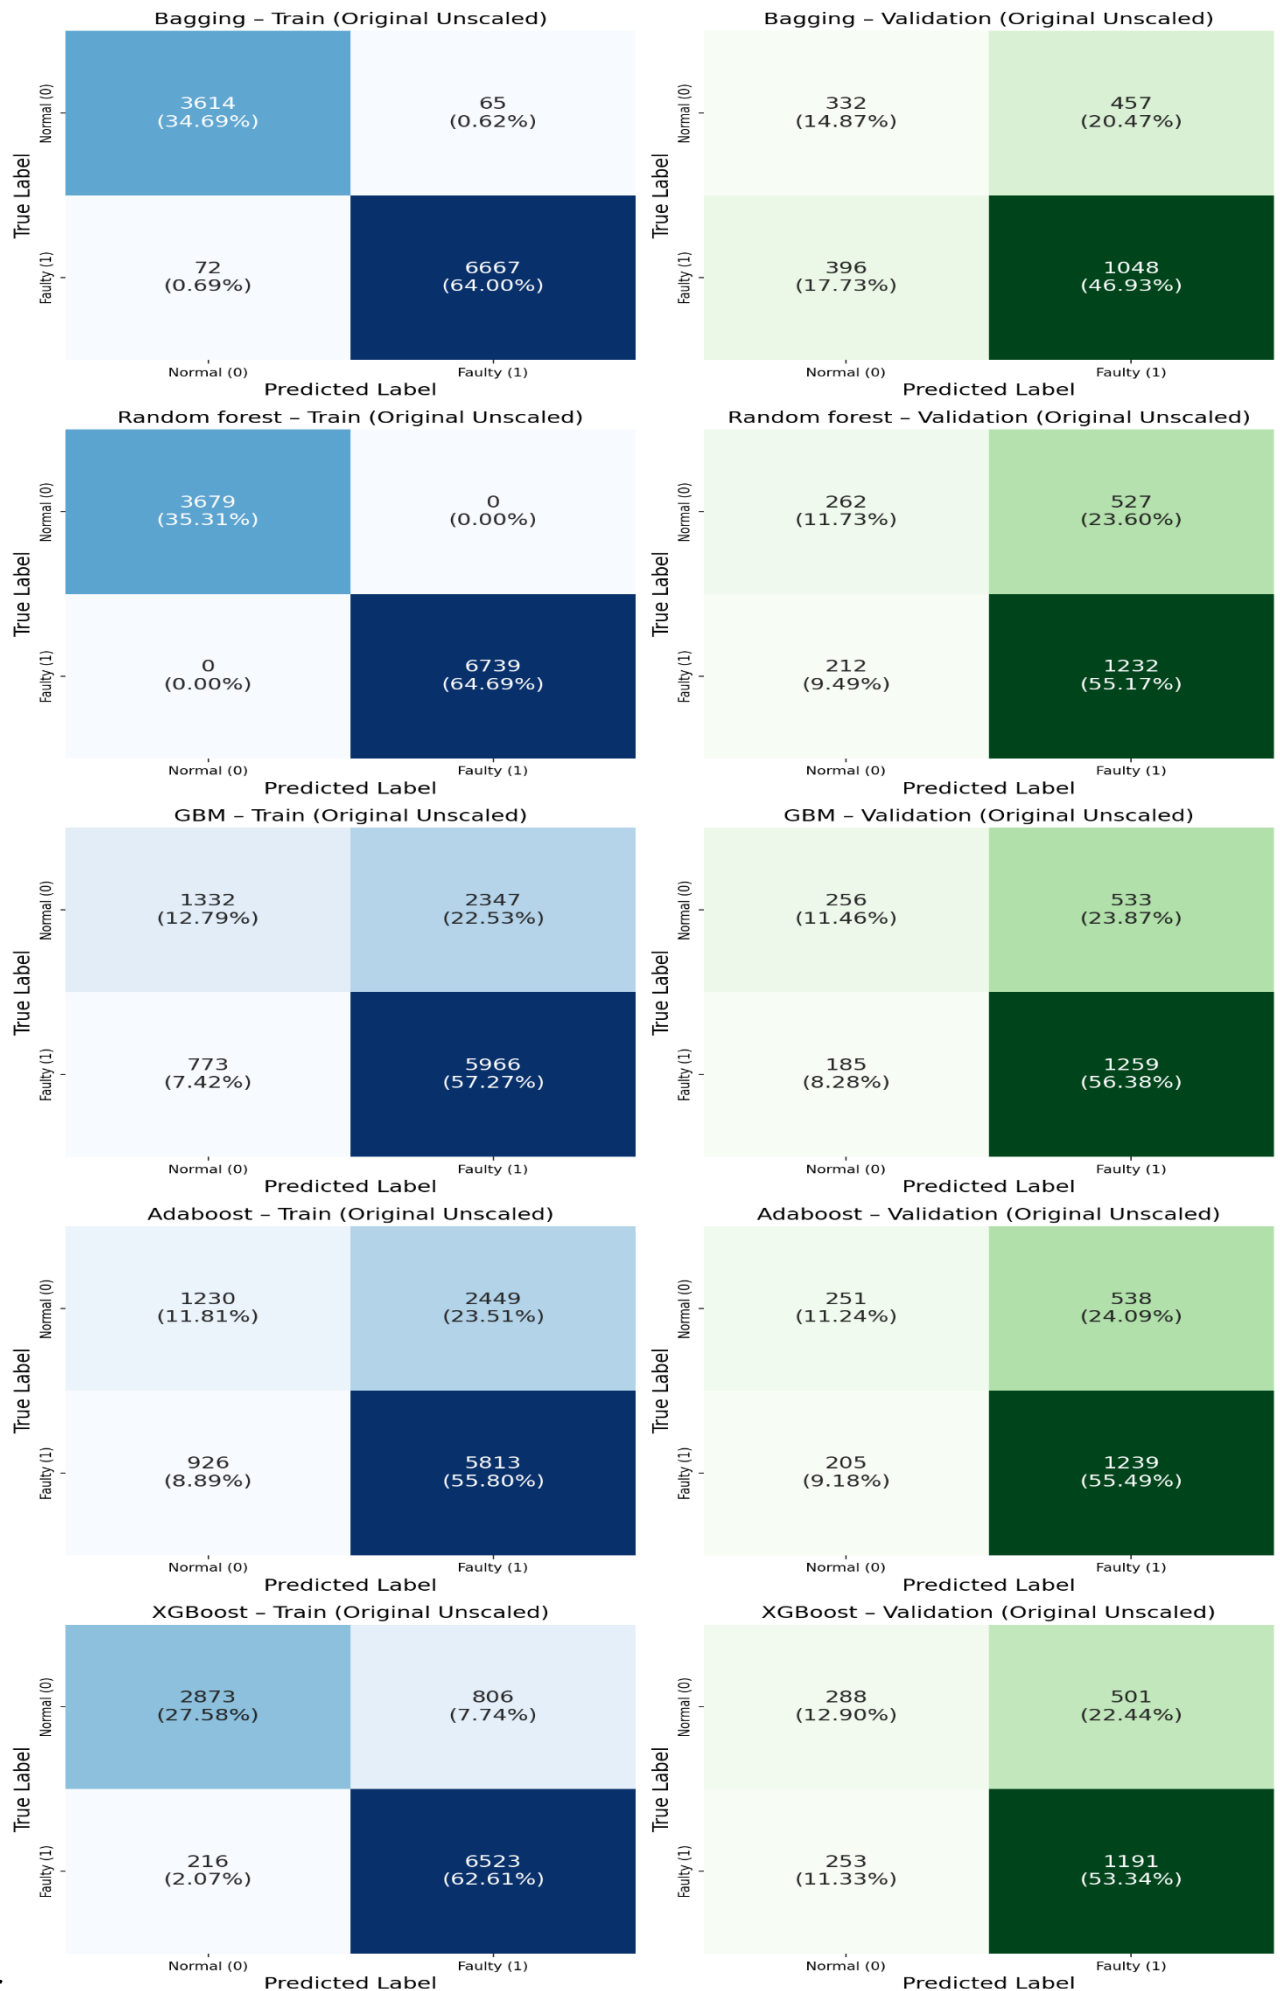 Bagging – Train (Original Unscaled)
Bagging – Validation (Original Unscaled)
True Label
Normal (0)
Faulty (1)
3614
(34.69%)
65
(0.62%)
72
(0.69%)
6667
(64.00%)
Normal (0)
Faulty (1)
Predicted Label
True Label
Normal (0)
Faulty (1)
332
(14.87%)
457
(20.47%)
396
(17.73%)
1048
(46.93%)
Normal (0)
Faulty (1)
Predicted Label
Random forest – Train (Original Unscaled)
Random forest – Validation (Original Unscaled)
True Label
Normal (0)
Faulty (1)
3679
(35.31%)
0
(0.00%)
0
(0.00%)
6739
(64.69%)
Normal (0)
Faulty (1)
Predicted Label
True Label
Normal (0)
Faulty (1)
262
(11.73%)
527
(23.60%)
212
(9.49%)
1232
(55.17%)
Normal (0)
Faulty (1)
Predicted Label
GBM – Train (Original Unscaled)
GBM – Validation (Original Unscaled)
True Label
Normal (0)
Faulty (1)
1332
(12.79%)
2347
(22.53%)
773
(7.42%)
5966
(57.27%)
Normal (0)
Faulty (1)
Predicted Label
True Label
Normal (0)
Faulty (1)
256
(11.46%)
533
(23.87%)
185
(8.28%)
1259
(56.38%)
Normal (0)
Faulty (1)
Predicted Label
Adaboost – Train (Original Unscaled)
Adaboost – Validation (Original Unscaled)
True Label
Normal (0)
Faulty (1)
1230
(11.81%)
2449
(23.51%)
926
(8.89%)
5813
(55.80%)
Normal (0)
Faulty (1)
Predicted Label
True Label
Normal (0)
Faulty (1)
251
(11.24%)
538
(24.09%)
205
(9.18%)
1239
(55.49%)
Normal (0)
Faulty (1)
Predicted Label
XGBoost – Train (Original Unscaled)
XGBoost – Validation (Original Unscaled)
True Label
Normal (0)
Faulty (1)
2873
(27.58%)
806
(7.74%)
216
(2.07%)
6523
(62.61%)
Normal (0)
Faulty (1)
Predicted Label
True Label
Normal (0)
Faulty (1)
288
(12.90%)
501
(22.44%)
253
(11.33%)
1191
(53.34%)
Normal (0)
Faulty (1)
Predicted Label